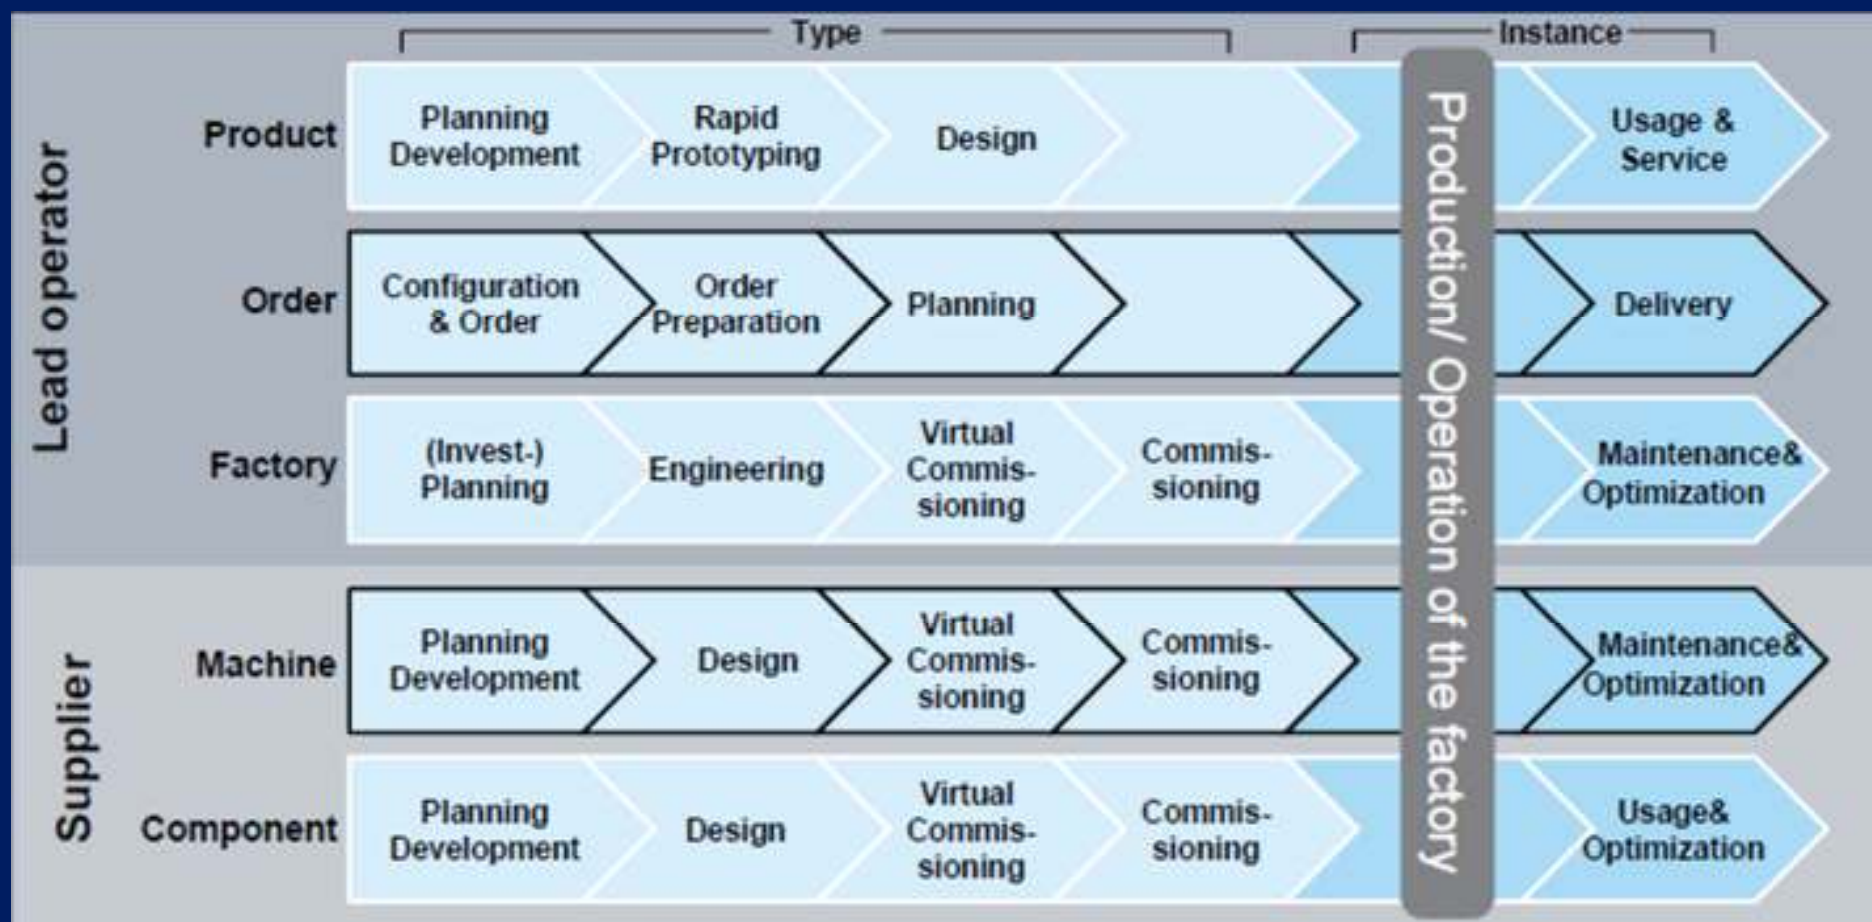 Type
Instance
Lead operator
Product
Planning
Development
Rapid
Prototyping
Design
Usage &
Service
Order
Configuration
& Order
Order
Preparation
Planning
Delivery
Factory
(Invest-)
Planning
Engineering
Virtual
Commis-
sioning
Commis-
sioning
Maintenance&
Optimization
Production/ Operation of the factory
Supplier
Machine
Planning
Development
Design
Virtual
Commis-
sioning
Commis-
sioning
Maintenance&
Optimization
Component
Planning
Development
Design
Virtual
Commis-
sioning
Commis-
sioning
Usage&
Optimization